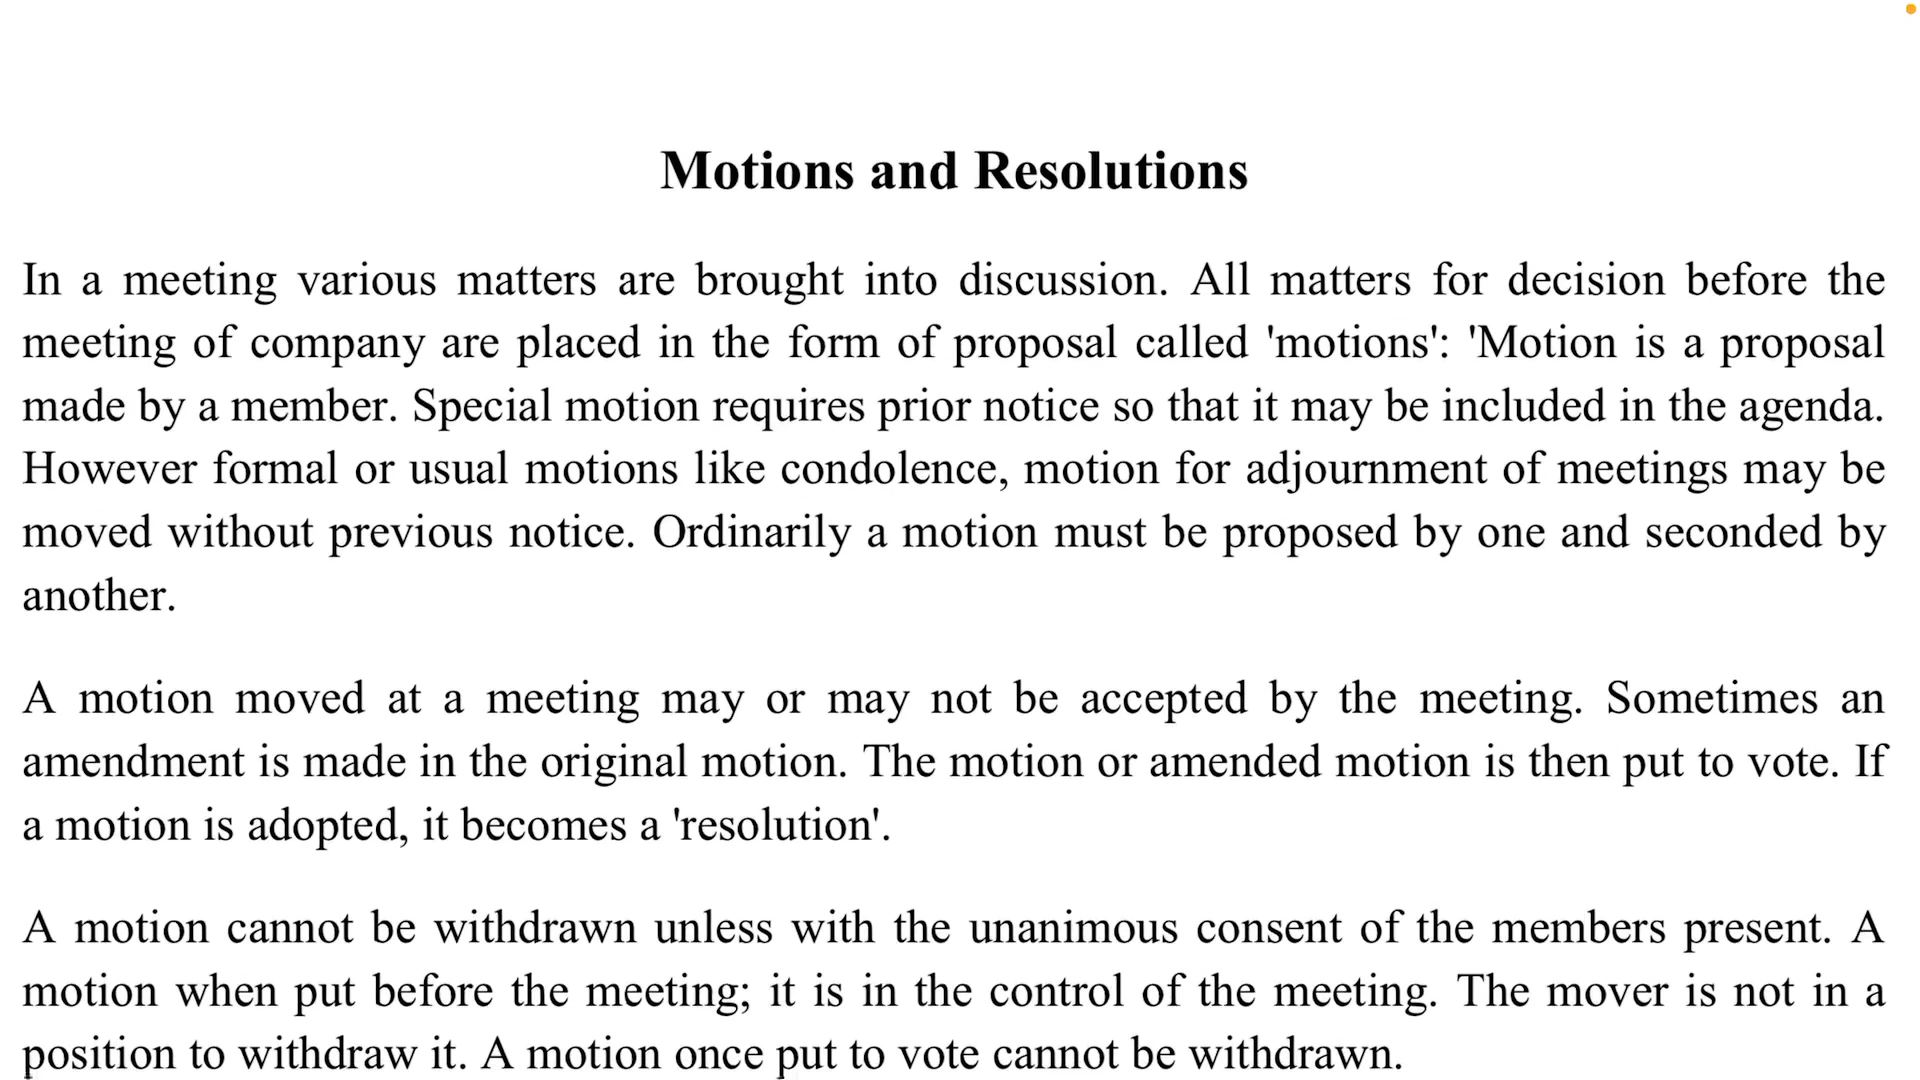 Motions and Resolutions
In a meeting various matters are brought into discussion. All matters for decision before the
meeting of company are placed in the form of proposal called 'motions': 'Motion is a proposal
made by a member. Special motion requires prior notice so that it may be included in the agenda.
However formal or usual motions like condolence, motion for adjournment of meetings may be
moved without previous notice. Ordinarily a motion must be proposed by one and seconded by
another.
A motion moved at a meeting may or may not be accepted by the meeting. Sometimes an
amendment is made in the original motion. The motion or amended motion is then put to vote. If
a motion is adopted, it becomes a 'resolution'.
A motion cannot be withdrawn unless with the unanimous consent of the members present. A
motion when put before the meeting; it is in the control of the meeting. The mover is not in a
position to withdraw it. A motion once put to vote cannot be withdrawn.